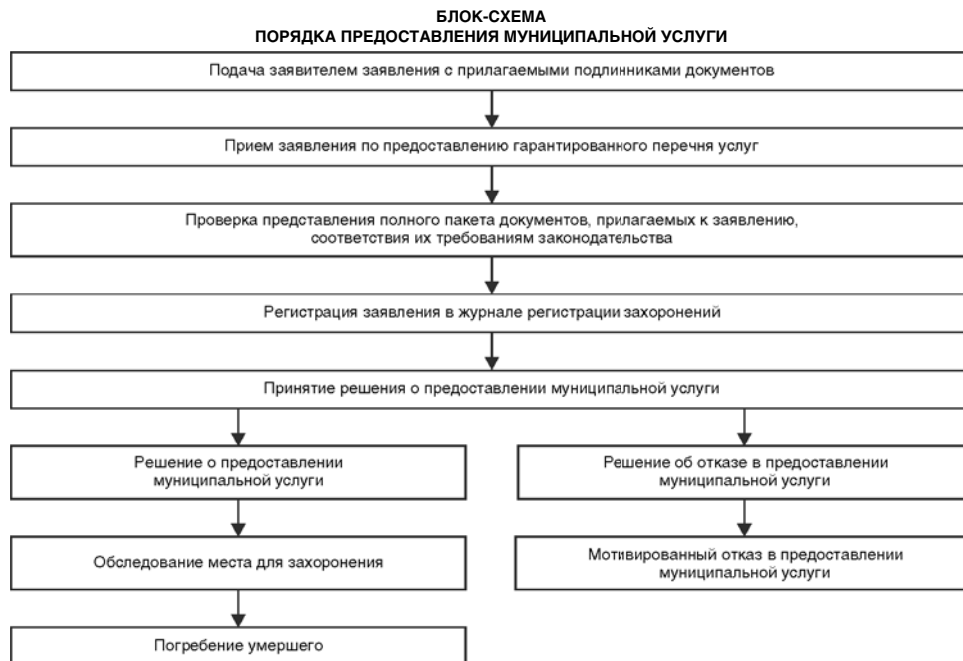 БЛОК-СХЕМА
ПОРЯДКА ПРЕДОСТАВЛЕНИЯ МУНИЦИПАЛЬНОЙ УСЛУГИ
Подача заявителем заявления с прилагаемыми подлинниками документов
Прием заявления по предоставлению гарантированного перечня услуг
Проверка представления полного пакета документов, прилагаемых к заявлению,
соответствия их требованиям законодательства
Регистрация заявления в журнале регистрации захоронений
Принятие решения о предоставлении муниципальной услуги
Решение о предоставлении
муниципальной услуги
Решение об отказе в предоставлении
муниципальной услуги
Обследование места для захоронения
Мотивированный отказ в предоставлении
муниципальной услуги
Погребение умершего